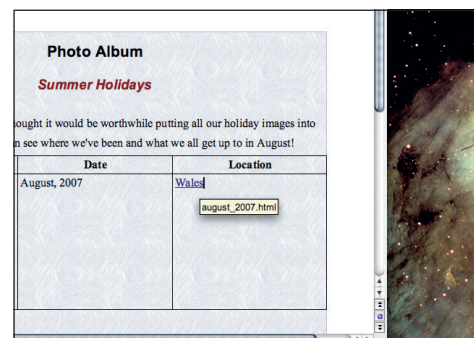 Photo Album
Summer Holidays
hought it would be worthwhile putting all our holiday images into
n see where we've been and what we all get up to in August!
Date Location
August, 2007 Wales
august_2007.html